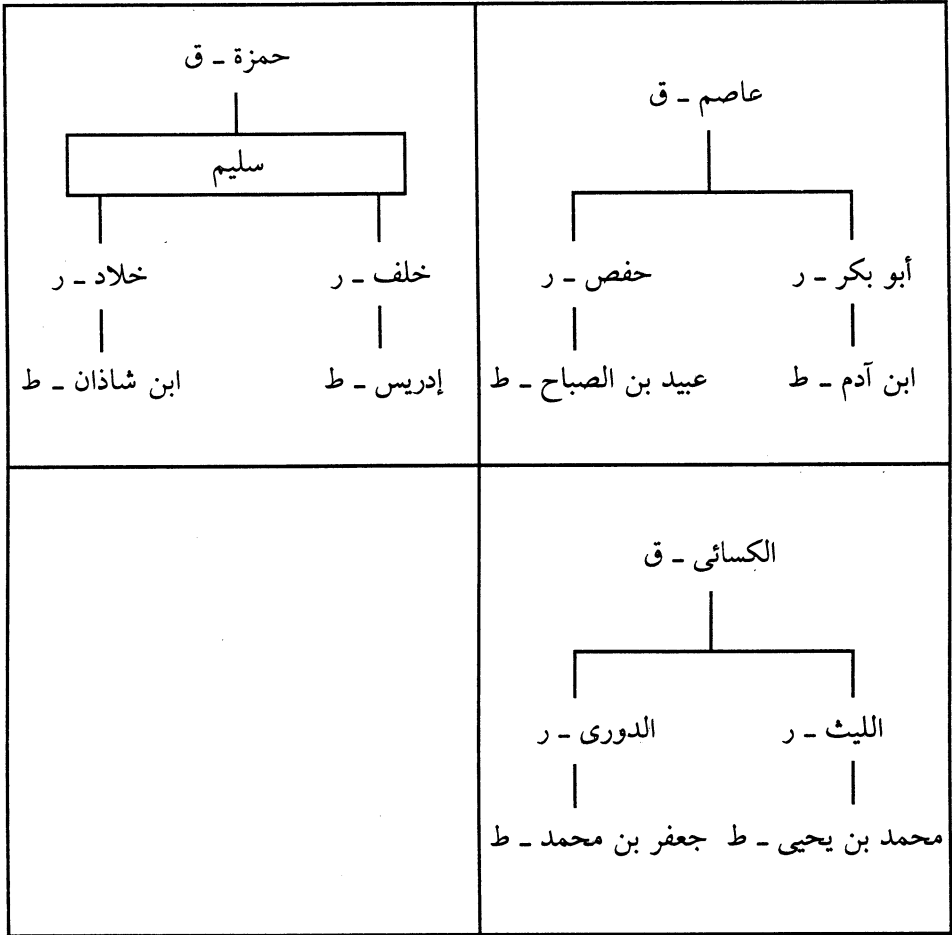 عاصم ـ ق
أبو بكر ـ ر
حفص ـ ر
ابن آدم ـ ط
عبيد بن الصباح ـ ط
حمزة ـ ق
سليم
خلف ـ ر
خلاد ـ ر
إدريس ـ ط
ابن شاذان ـ ط
الكسائى ـ ق
الليث ـ ر
الدورى ـ ر
محمد بن يحيى ـ ط
جعفر بن محمد ـ ط